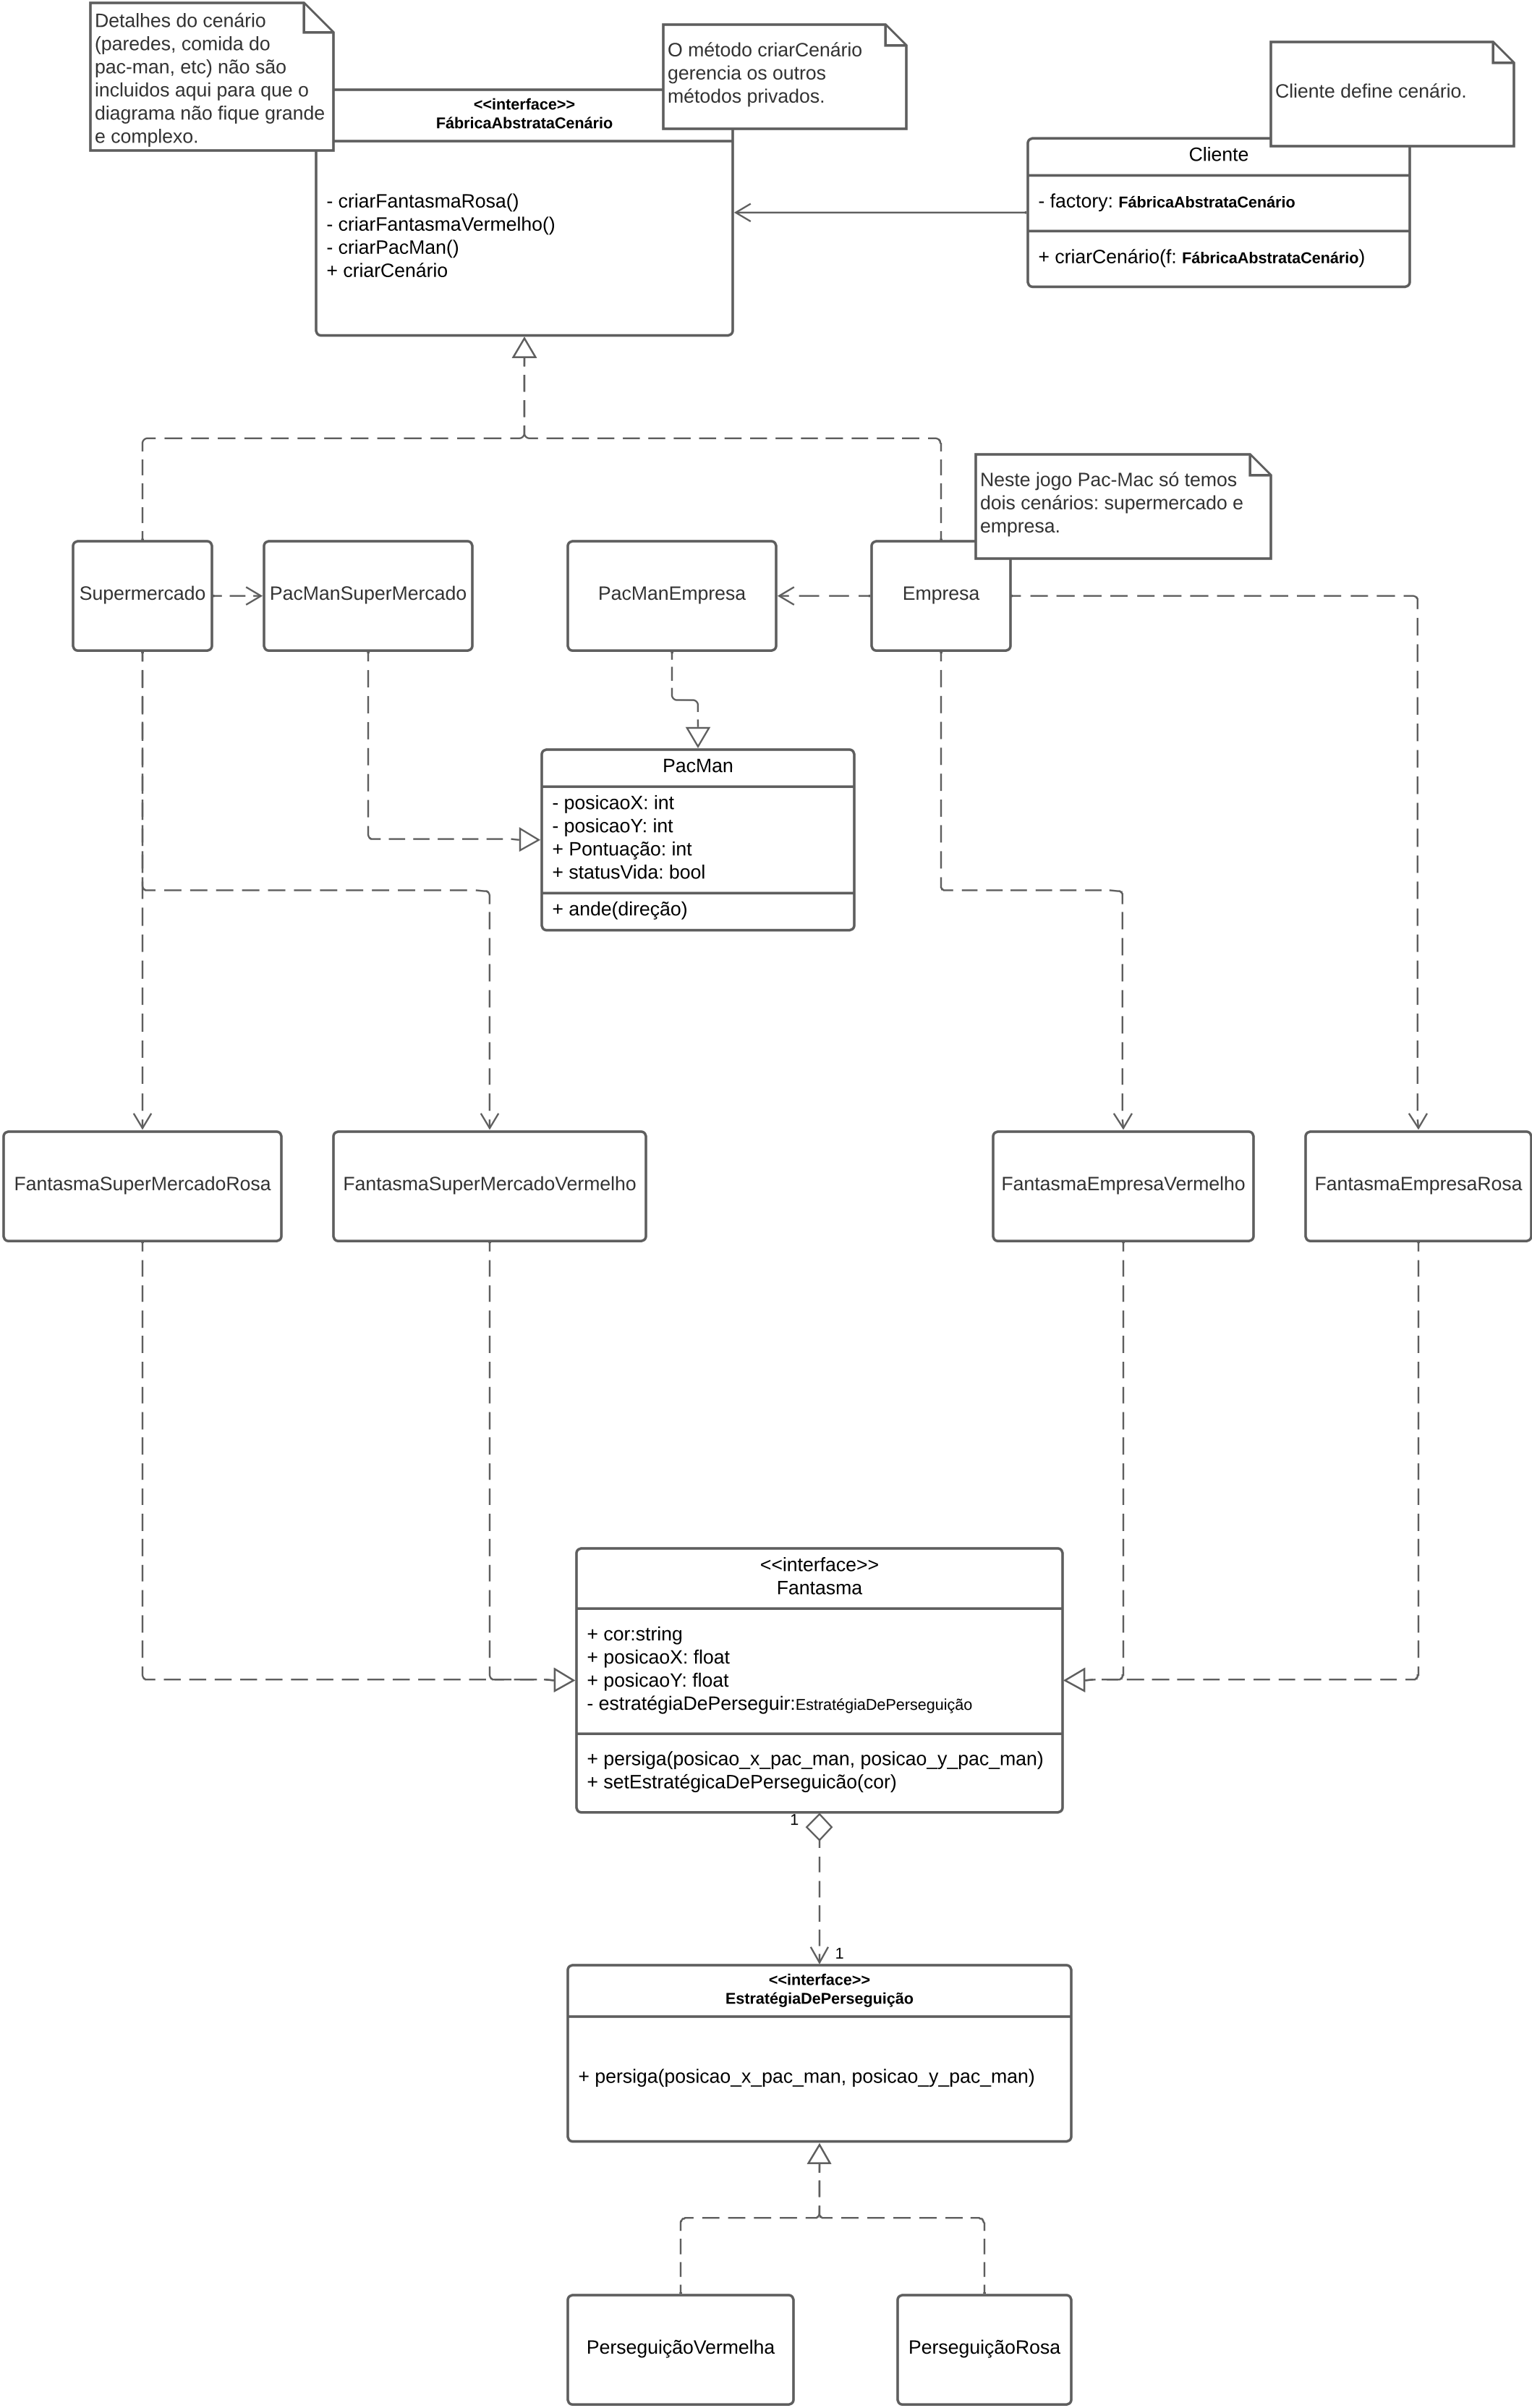 Detalhes do cenário
(paredes, comida do
pac-man, etc) não são
incluidos aqui para que o
diagrama não fique grande
e complexo.
O método criarCenário
gerencia os outros
métodos privados.
Cliente define cenário.
<<interface>>
FábricaAbstrataCenário
- criarFantasmaRosa()
- criarFantasmaVermelho()
- criarPacMan()
+ criarCenário
Cliente
- factory: FábricaAbstrataCenário
+ criarCenário(f: FábricaAbstrataCenário)
Neste jogo Pac-Mac só temos
dois cenários: supermercado e
empresa.
Supermercado
PacManSuperMercado
PacManEmpresa
Empresa
PacMan
- posicaoX: int
- posicaoY: int
+ Pontuação: int
+ statusVida: bool
+ ande(direção)
FantasmaSuperMercadoRosa
FantasmaSuperMercadoVermelho
FantasmaEmpresaVermelho
FantasmaEmpresaRosa
<<interface>>
Fantasma
+ cor:string
+ posicaoX: float
+ posicaoY: float
- estratégiaDePerseguir:EstratégiaDePerseguição
+ persiga(posicao_x_pac_man, posicao_y_pac_man)
+ setEstratégicaDePerseguicão(cor)
1
1
<<interface>>
EstratégiaDePerseguição
+ persiga(posicao_x_pac_man, posicao_y_pac_man)
PerseguiçãoVermelha
PerseguiçãoRosa